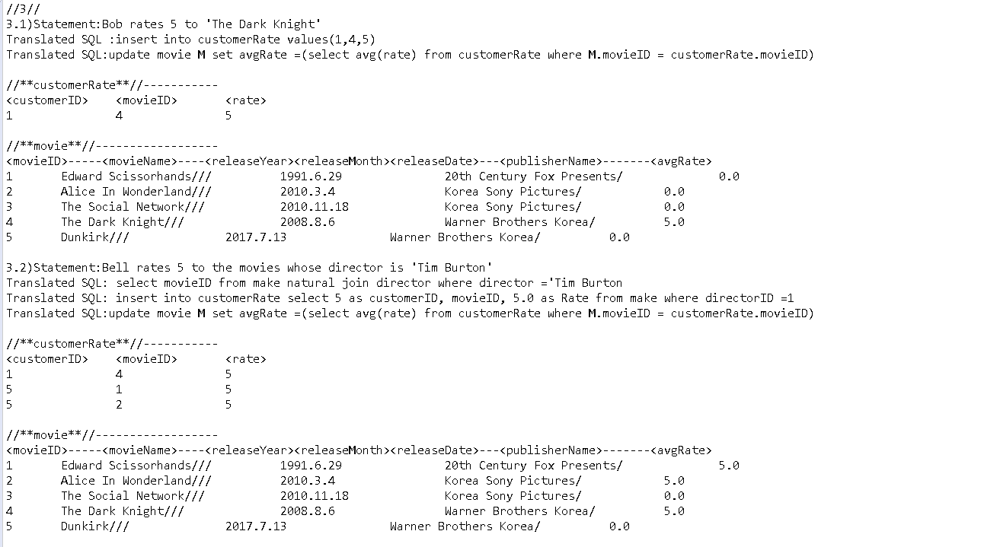 //3//
3.1)Statement:Bob rates 5 to 'The Dark Knight'
Translated SQL :insert into customerRate values(1,4,5)
Translated SQL:update movie M set avgRate =(select avg(rate) from customerRate where M.movieID = customerRate.movieID)
//**customerRate**//-----------
<customerID> <movieID> <rate>
1 4 5
//**movie**//------------------
<movieID>-----<movieName>----<releaseYear><releaseMonth><releaseDate>---<publisherName>-------<avgRate>
1 Edward Scissorhands/// 1991.6.29 20th Century Fox Presents/ 0.0
2 Alice In Wonderland/// 2010.3.4 Korea Sony Pictures/ 0.0
3 The Social Network/// 2010.11.18 Korea Sony Pictures/ 0.0
4 The Dark Knight/// 2008.8.6 Warner Brothers Korea/ 5.0
5 Dunkirk/// 2017.7.13 Warner Brothers Korea/ 0.0
3.2)Statement:Bell rates 5 to the movies whose director is 'Tim Burton'
Translated SQL: select movieID from make natural join director where director ='Tim Burton
Translated SQL: insert into customerRate select 5 as customerID, movieID, 5.0 as Rate from make where directorID =1
Translated SQL:update movie M set avgRate =(select avg(rate) from customerRate where M.movieID = customerRate.movieID)
//**customerRate**//-----------
<customerID> <movieID> <rate>
1 4 5
5 1 5
5 2 5
//**movie**//------------------
<movieID>-----<movieName>----<releaseYear><releaseMonth><releaseDate>---<publisherName>-------<avgRate>
1 Edward Scissorhands/// 1991.6.29 20th Century Fox Presents/ 5.0
2 Alice In Wonderland/// 2010.3.4 Korea Sony Pictures/ 5.0
3 The Social Network/// 2010.11.18 Korea Sony Pictures/ 0.0
4 The Dark Knight/// 2008.8.6 Warner Brothers Korea/ 5.0
5 Dunkirk/// 2017.7.13 Warner Brothers Korea/ 0.0